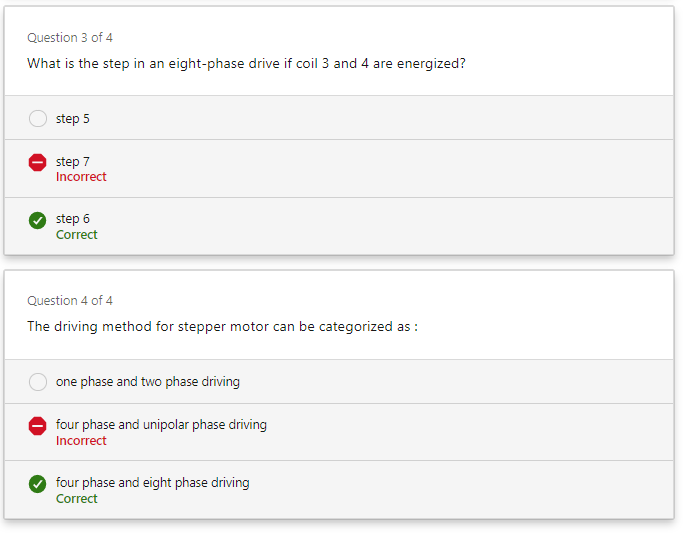 Question 3 of 4
What is the step in an eight-phase drive if coil 3 and 4 are energized?
step 5
step 7
Incorrect
step 6
Correct
Question 4 of 4
The driving method for stepper motor can be categorized as :
one phase and two phase driving
four phase and unipolar phase driving
Incorrect
four phase and eight phase driving
Correct